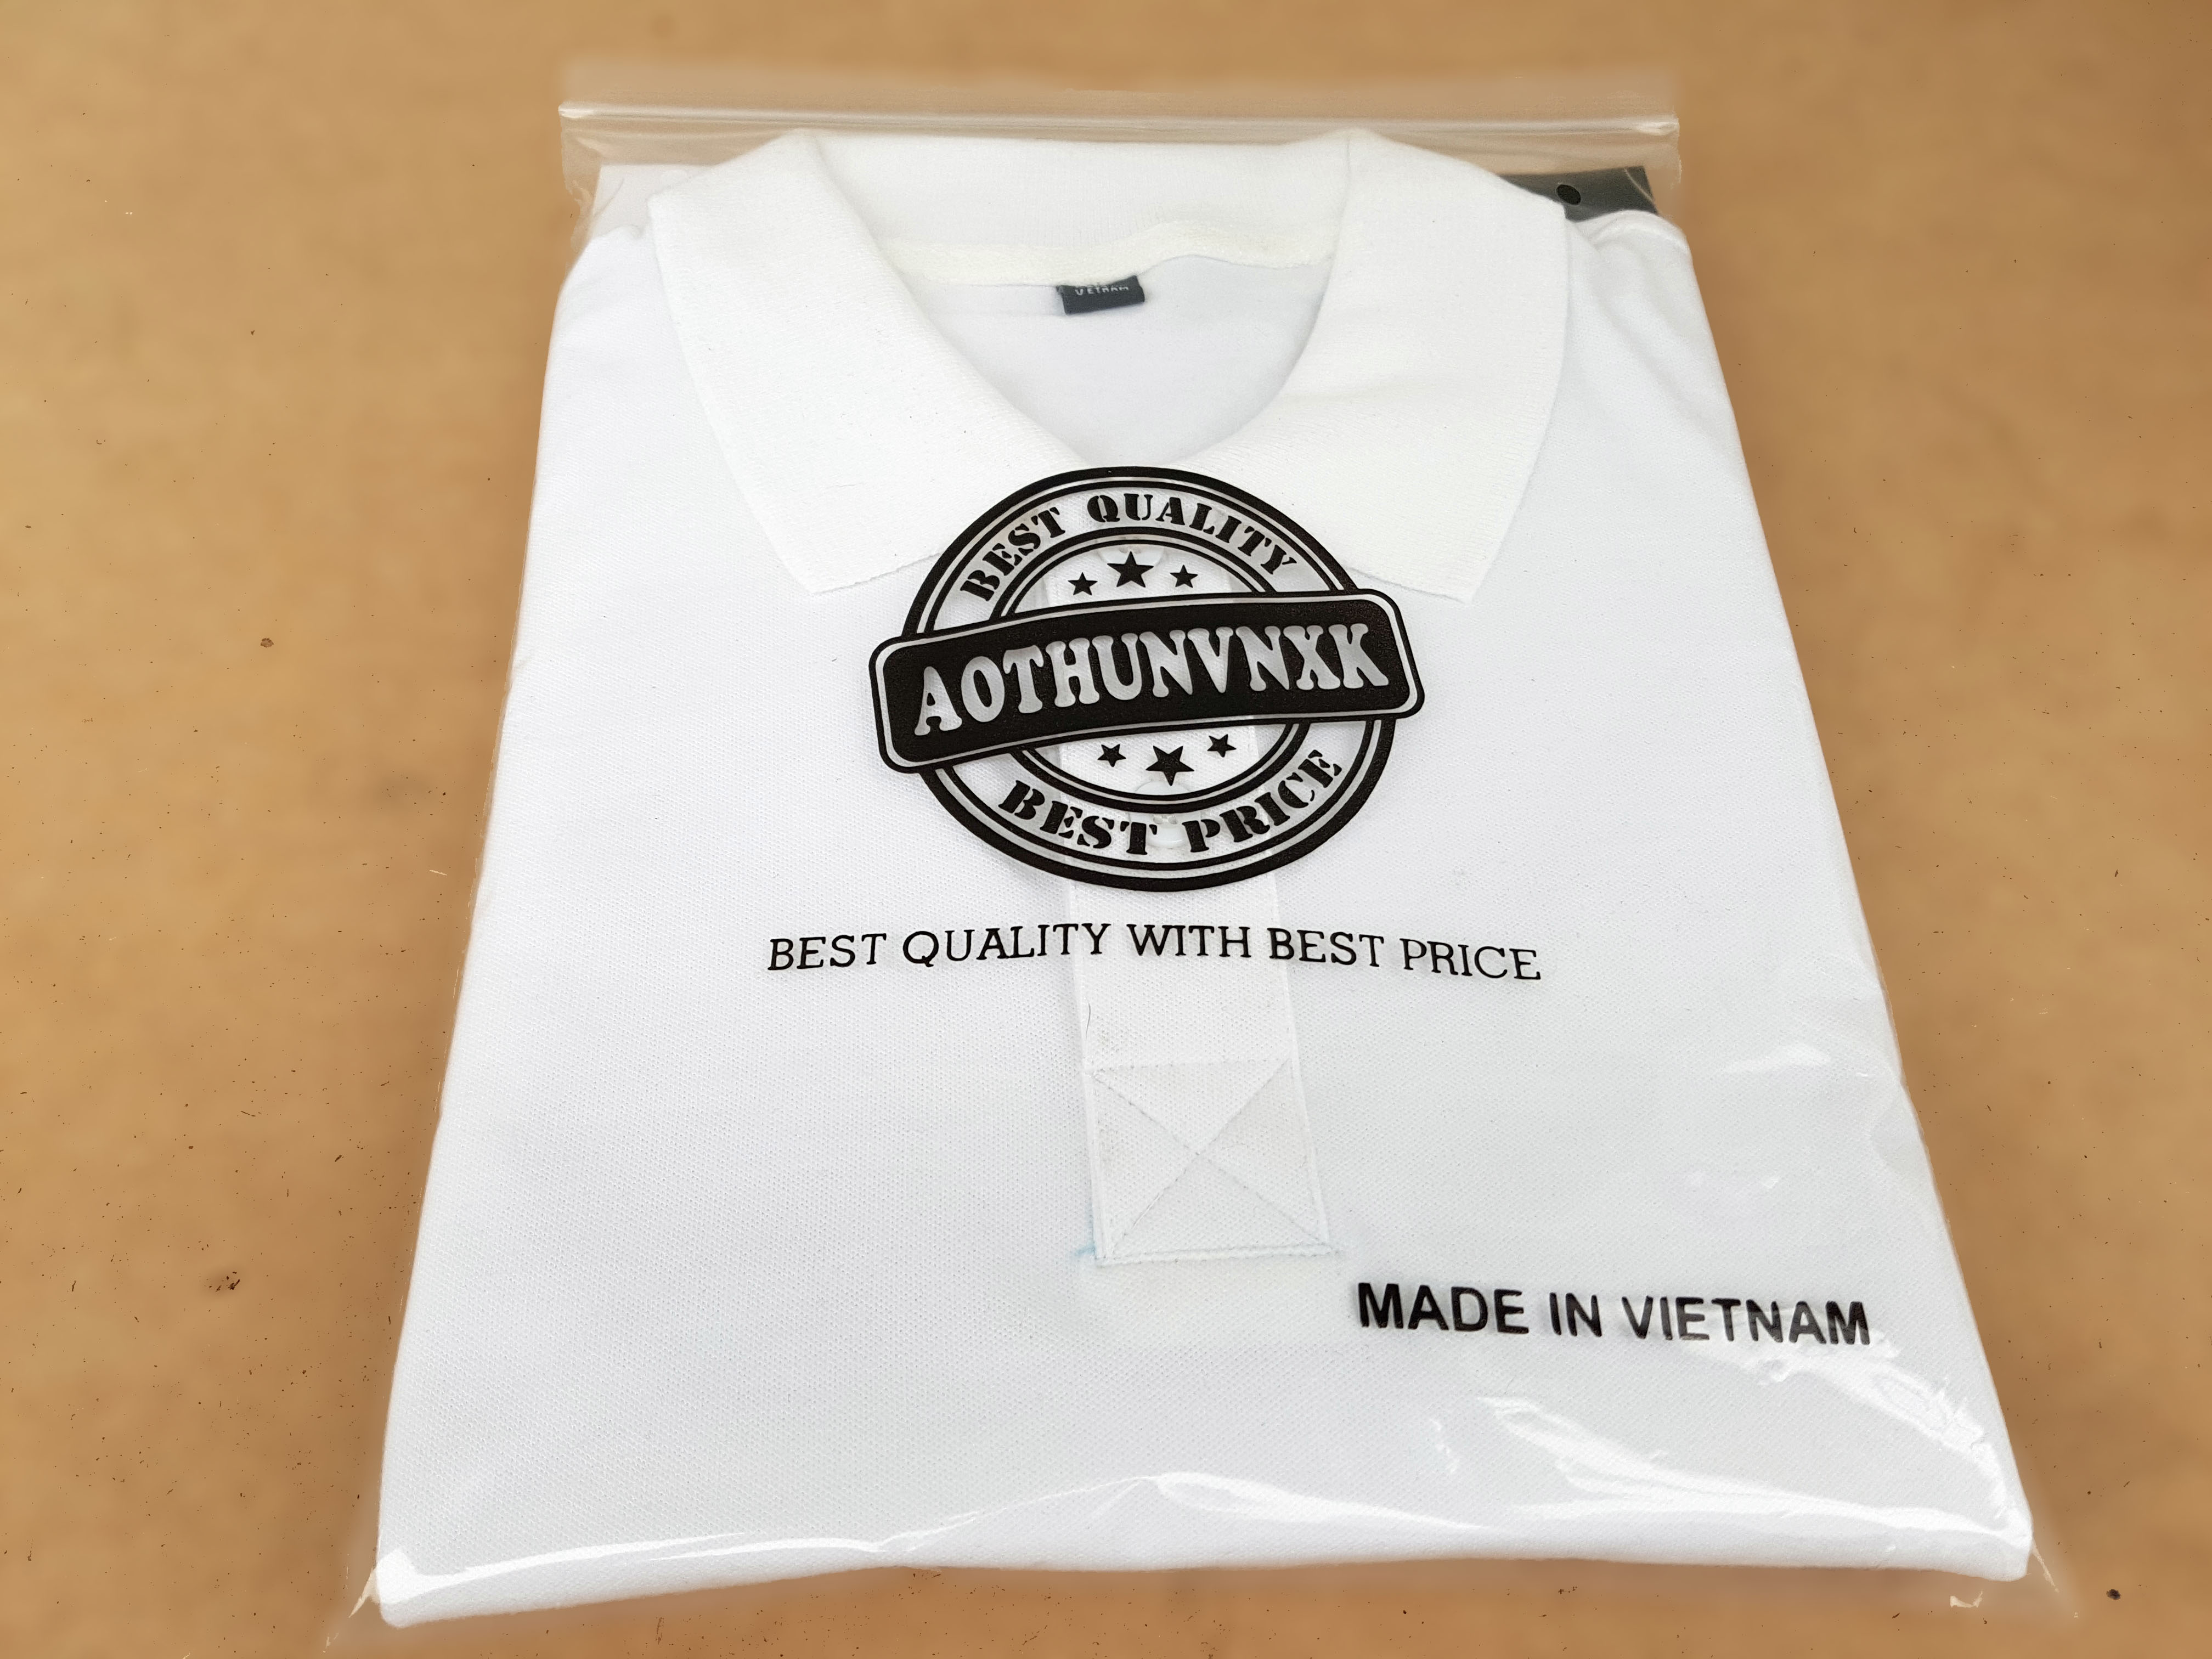 VIETNAM
BEST QUALITY
AOTHUNVNXK
BEST PRICE
BEST QUALITY WITH BEST PRICE
MADE IN VIETNAM